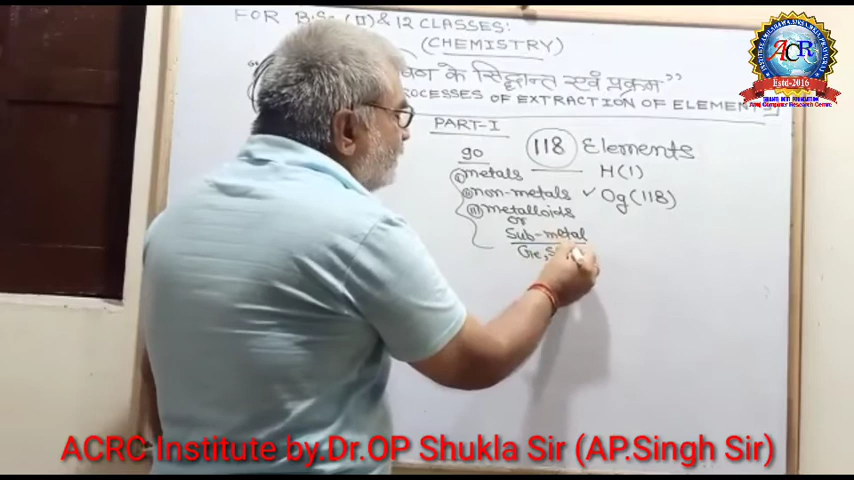 FOR B.Sc.(II) & 12 CLASSES:
(CHEMISTRY)
के सिद्धान्त एवं प्रक्रम”
PROCESSES OF EXTRACTION OF ELEMENTS
PART-I
118 Elements
90
H(1)
(i) metals
(ii) non-metals ✓ Og(118)
(iii) metalloids
or
Sub-metal
Ge, S
ACRC
Estd-2016
ACRC Institute by.Dr.OP Shukla Sir (AP.Singh Sir)